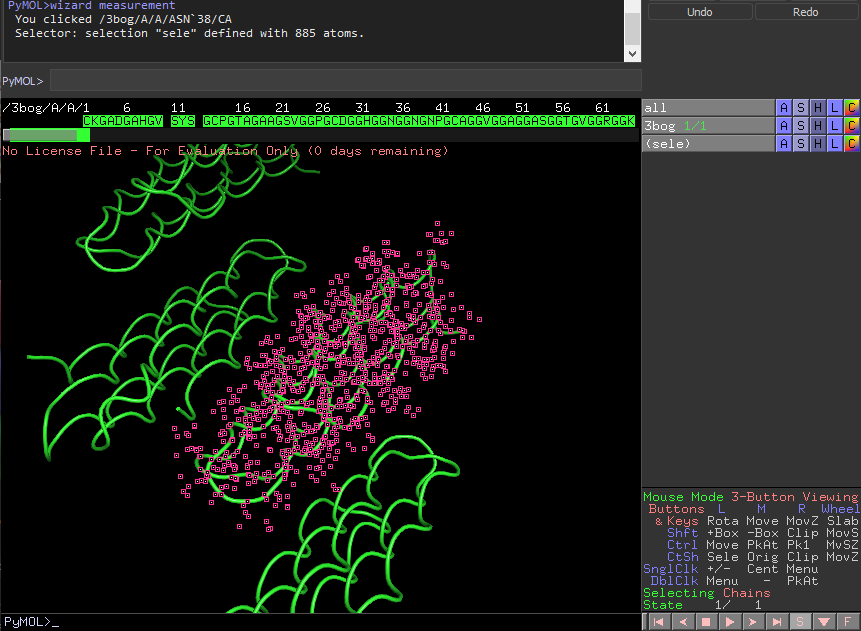 PyMOL>wizard measurement
You clicked /3bog/A/A/ASN`38/CA
Selector: selection "sele" defined with 885 atoms.
Undo Redo
PyMOL>
/3bog/A/A/1 6 11 16 21 26 31 36 41 46 51 56 61
CKGADGAHGV SYS GCPGTAGAAGSVGGPGCDGGHGGNGGNGNPGCAGGVGGAGGASGGTGVGGRGGK
No License File - For Evaluation Only (0 days remaining)
all A S H L C
3bog 1/1 A S H L C
(sele) A S H L C
Mouse Mode 3-Button Viewing
Buttons L M R Wheel
& Keys Rota Move MovZ Slab
Shft +Box -Box Clip MovS
Ctrl Move PkAt Pk1 MvSZ
CtSh Sele Orig Clip MovZ
SnglClk +/- Cent Menu
DblClk Menu - PkAt
Selecting Chains
State 1/ 1
PyMOL>_
S F